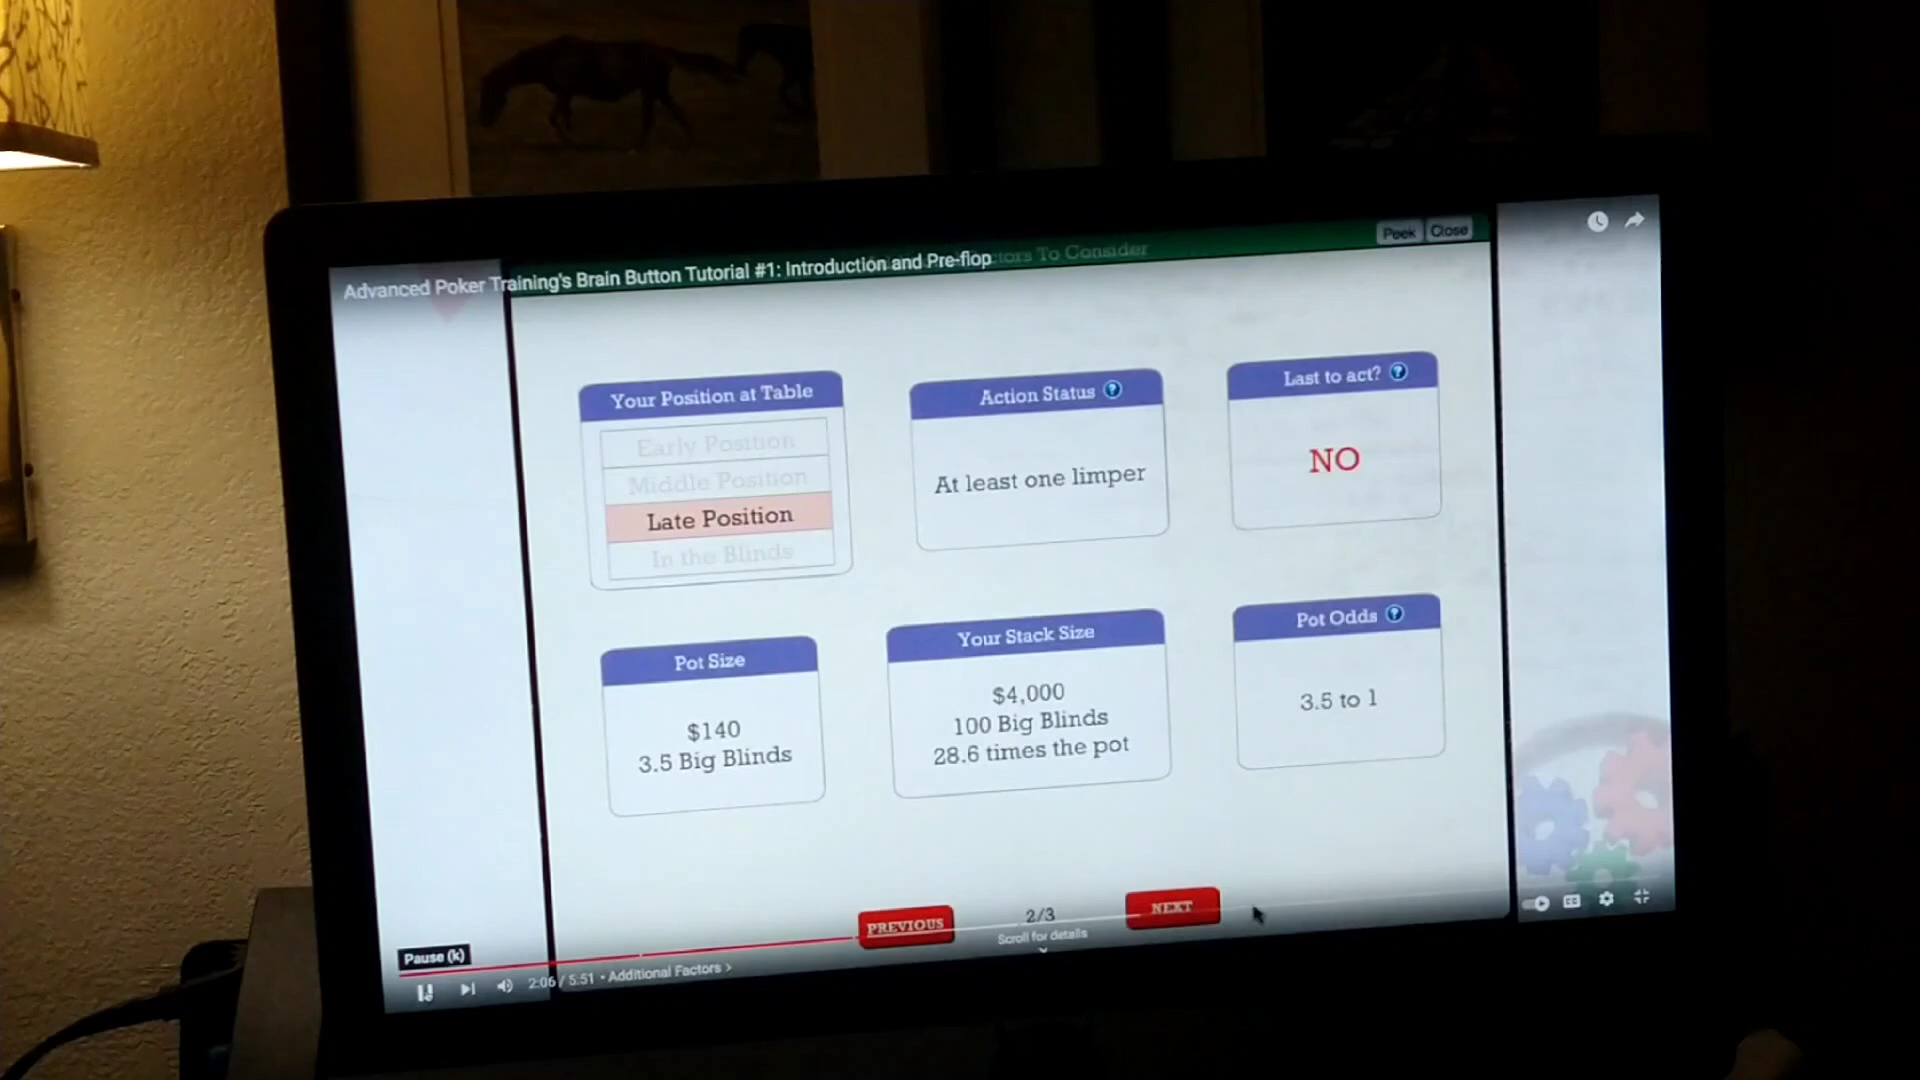 Peek Close
Advanced Poker Training's Brain Button Tutorial #1: Introduction and Pre-flop
tors To Consider
Your Position at Table
Early Position
Middle Position
Late Position
In the Blinds
Action Status ?
At least one limper
Last to act? ?
NO
Pot Size
$140
3.5 Big Blinds
Your Stack Size
$4,000
100 Big Blinds
28.6 times the pot
Pot Odds ?
3.5 to 1
PREVIOUS
2/3
NEXT
Scroll for details
Pause (k)
2:06 / 5:51 • Additional Factors >
CC